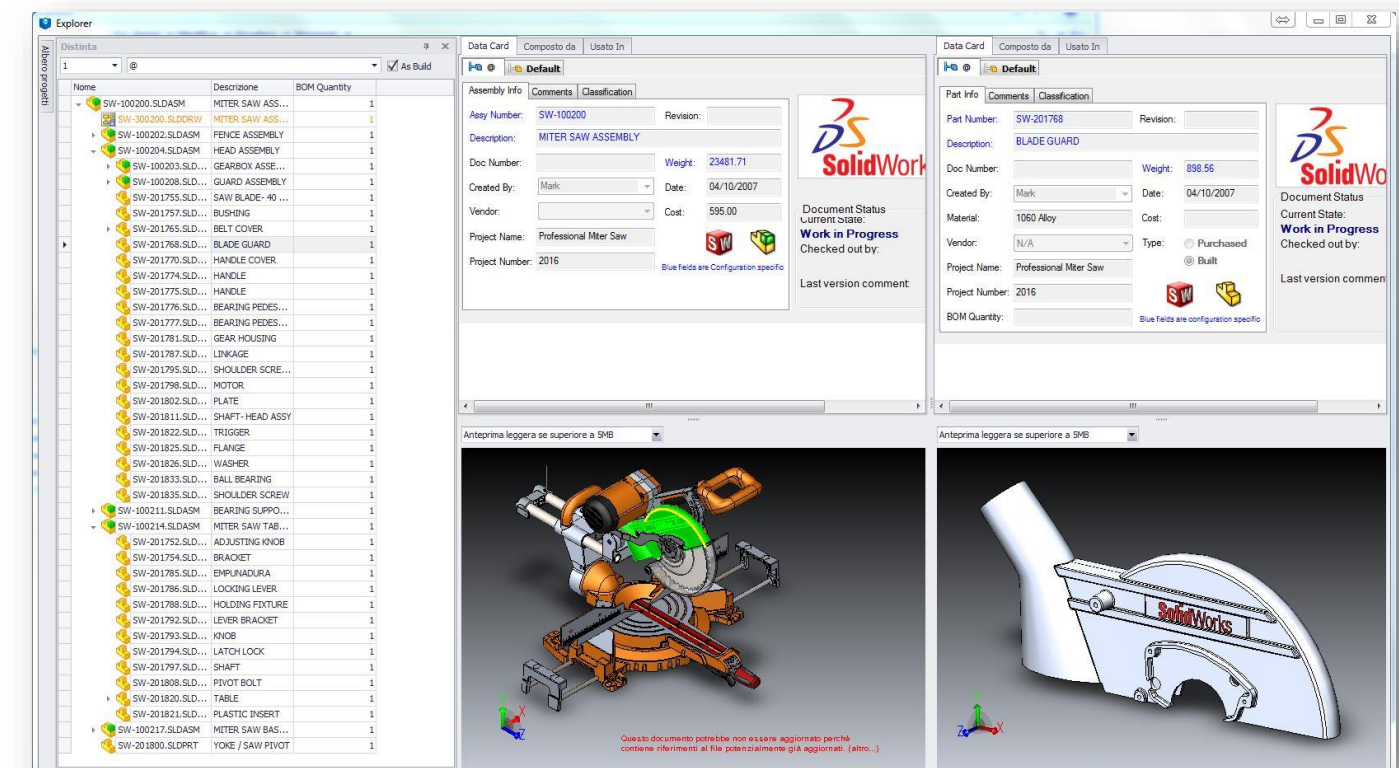 Explorer
Albero progetti
Distinta
1 @ As Build
Nome Descrizione BOM Quantity
SW-100200.SLDASM MITER SAW ASS... 1
SW-300200.SLDDRW MITER SAW ASS... 1
SW-100202.SLDASM FENCE ASSEMBLY 1
SW-100204.SLDASM HEAD ASSEMBLY 1
SW-100203.SLD... GEARBOX ASSE... 1
SW-100208.SLD... GUARD ASSEMBLY 1
SW-201755.SLD... SAW BLADE- 40 ... 1
SW-201757.SLD... BUSHING 1
SW-201765.SLD... BELT COVER 1
SW-201768.SLD... BLADE GUARD 1
SW-201770.SLD... HANDLE COVER 1
SW-201774.SLD... HANDLE 1
SW-201775.SLD... HANDLE 1
SW-201776.SLD... BEARING PEDES... 1
SW-201777.SLD... BEARING PEDES... 1
SW-201781.SLD... GEAR HOUSING 1
SW-201787.SLD... LINKAGE 1
SW-201795.SLD... SHOULDER SCRE... 1
SW-201798.SLD... MOTOR 1
SW-201802.SLD... PLATE 1
SW-201811.SLD... SHAFT- HEAD ASSY 1
SW-201822.SLD... TRIGGER 1
SW-201825.SLD... FLANGE 1
SW-201826.SLD... WASHER 1
SW-201833.SLD... BALL BEARING 1
SW-201835.SLD... SHOULDER SCREW 1
SW-100211.SLDASM BEARING SUPPO... 1
SW-100214.SLDASM MITER SAW TAB... 1
SW-201752.SLD... ADJUSTING KNOB 1
SW-201754.SLD... BRACKET 1
SW-201785.SLD... EMPUNADURA 1
SW-201786.SLD... LOCKING LEVER 1
SW-201788.SLD... HOLDING FIXTURE 1
SW-201792.SLD... LEVER BRACKET 1
SW-201793.SLD... KNOB 1
SW-201794.SLD... LATCH LOCK 1
SW-201797.SLD... SHAFT 1
SW-201808.SLD... PIVOT BOLT 1
SW-201820.SLD... TABLE 1
SW-201821.SLD... PLASTIC INSERT 1
SW-100217.SLDASM MITER SAW BAS... 1
SW-201800.SLDPRT YOKE / SAW PIVOT 1
Data Card Composto da Usato In
@ Default
Assembly Info Comments Classification
Assy Number: SW-100200 Revision:
Description: MITER SAW ASSEMBLY
Doc Number: Weight: 23481.71
Created By: Mark Date: 04/10/2007
Vendor: Cost: 595.00
Project Name: Professional Miter Saw
Project Number: 2016
SW
Blue fields are Configuration specific
SolidWork
Document Status
Current State:
Work in Progress
Checked out by:
Last version comment:
Anteprima leggera se superiore a 5MB
X
Y
Z
Questo documento potrebbe non essere aggiornato perché
contiene riferimenti al file potenzialmente già aggiornati. (altro...)
Data Card Composto da Usato In
@ Default
Part Info Comments Classification
Part Number: SW-201768 Revision:
Description: BLADE GUARD
Doc Number: Weight: 898.56
Created By: Mark Date: 04/10/2007
Material: 1060 Alloy Cost:
Vendor: N/A Type: Purchased
Built
Project Name: Professional Miter Saw
Project Number: 2016
SW
BOM Quantity:
Blue fields are configuration specific
SolidWo
Document Status
Current State:
Work in Progress
Checked out by:
Last version commen
Anteprima leggera se superiore a 5MB
SolidWorks
Y
Z X